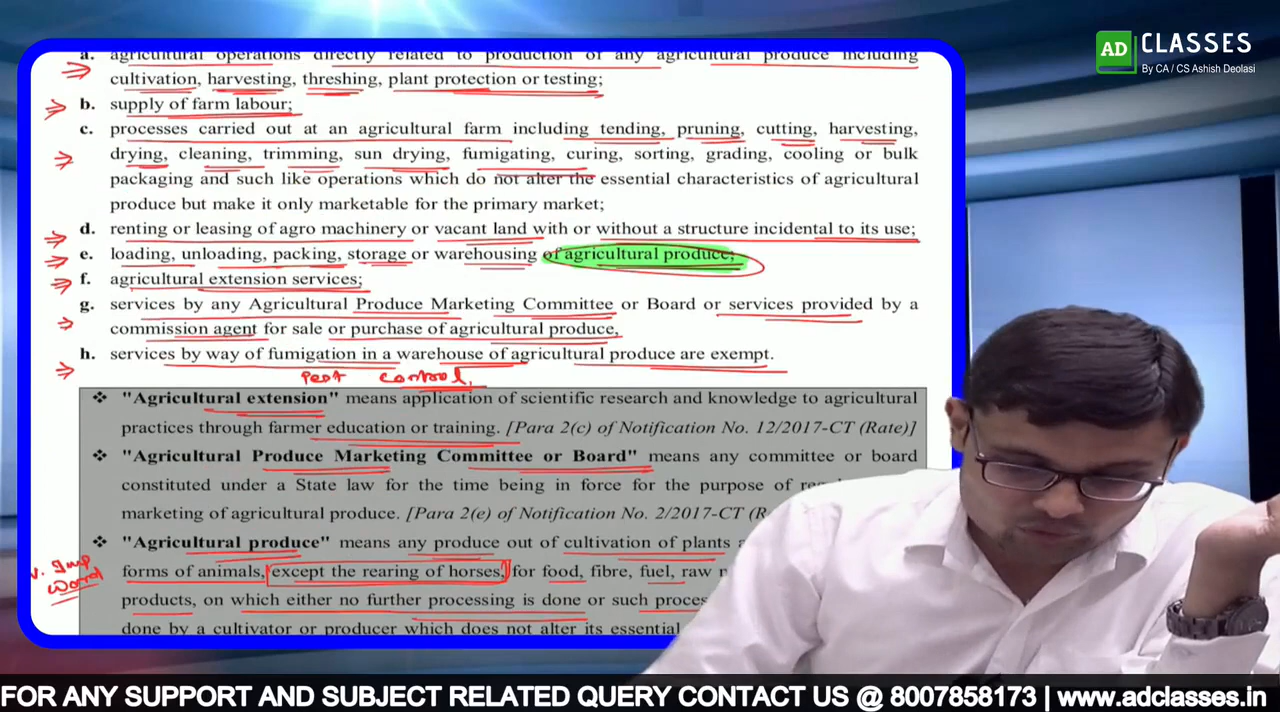 AD CLASSES
By CA / CS Ashish Deolasi
a. agricultural operations directly related to production of any agricultural produce including
cultivation, harvesting, threshing, plant protection or testing;
b. supply of farm labour;
c. processes carried out at an agricultural farm including tending, pruning, cutting, harvesting,
drying, cleaning, trimming, sun drying, fumigating, curing, sorting, grading, cooling or bulk
packaging and such like operations which do not alter the essential characteristics of agricultural
produce but make it only marketable for the primary market;
d. renting or leasing of agro machinery or vacant land with or without a structure incidental to its use;
e. loading, unloading, packing, storage or warehousing of agricultural produce;
f. agricultural extension services;
g. services by any Agricultural Produce Marketing Committee or Board or services provided by a
commission agent for sale or purchase of agricultural produce,
h. services by way of fumigation in a warehouse of agricultural produce are exempt.
Pest control,
❖ "Agricultural extension" means application of scientific research and knowledge to agricultural
practices through farmer education or training. [Para 2(c) of Notification No. 12/2017-CT (Rate)]
❖ "Agricultural Produce Marketing Committee or Board" means any committee or board
constituted under a State law for the time being in force for the purpose of
marketing of agricultural produce. [Para 2(e) of Notification No. 2/2017-CT
❖ "Agricultural produce" means any produce out of cultivation of plants
V. Imp forms of animals, except the rearing of horses, for food, fibre, fuel, raw
word products, on which either no further processing is done or such
done by a cultivator or producer which does not alter its essential
FOR ANY SUPPORT AND SUBJECT RELATED QUERY CONTACT US @ 8007858173 | www.adclasses.in